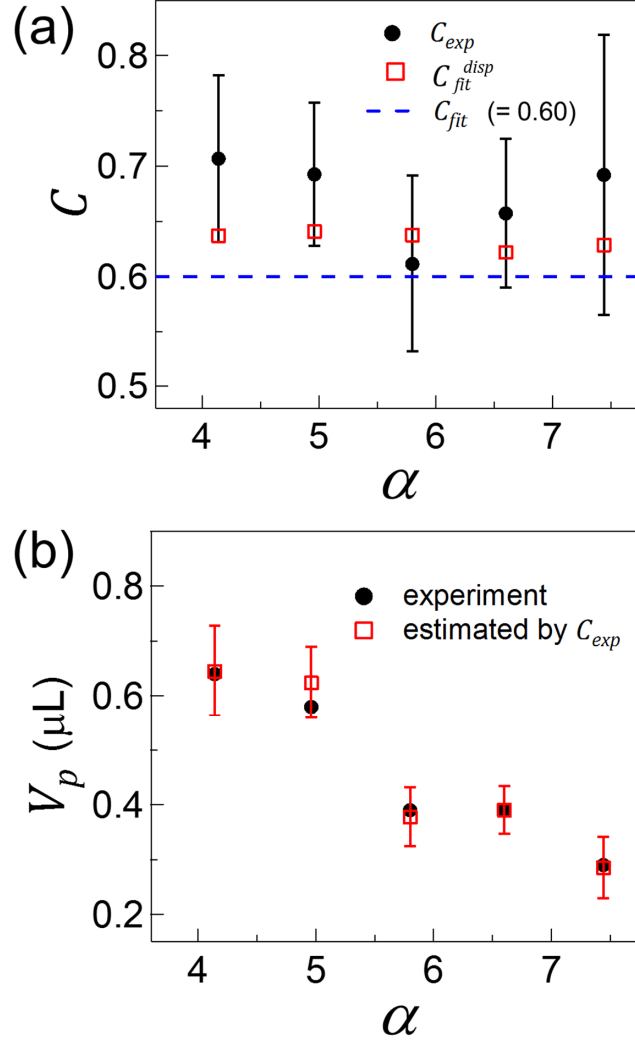 (a)
C_exp
C_fit^disp
C_fit (= 0.60)
0.8
0.7
0.6
0.5
C
4 5 6 7
α
(b)
experiment
estimated by C_exp
0.8
0.6
0.4
0.2
V_p (μL)
4 5 6 7
α